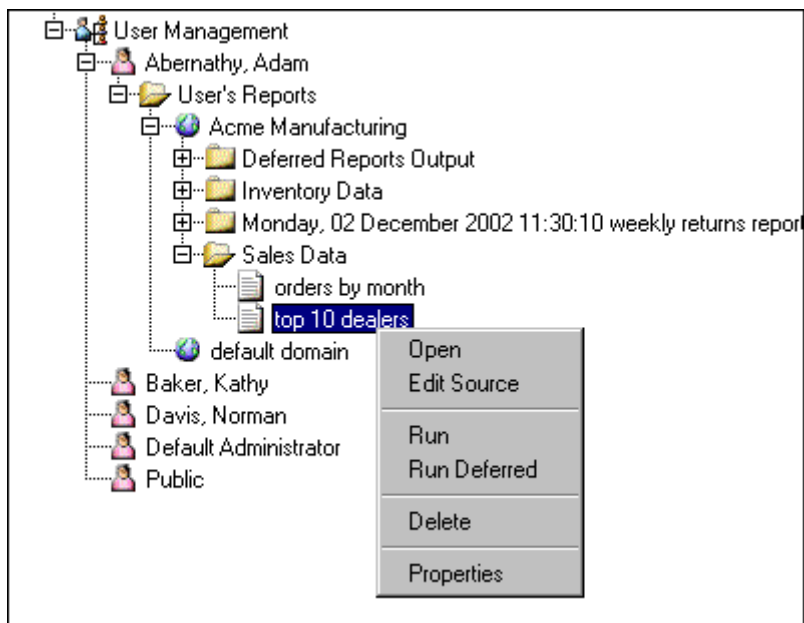 User Management
Abernathy, Adam
User's Reports
Acme Manufacturing
Deferred Reports Output
Inventory Data
Monday, 02 December 2002 11:30:10 weekly returns repor
Sales Data
orders by month
top 10 dealers
default domain
Open
Edit Source
Baker, Kathy
Davis, Norman
Run
Default Administrator
Run Deferred
Public
Delete
Properties